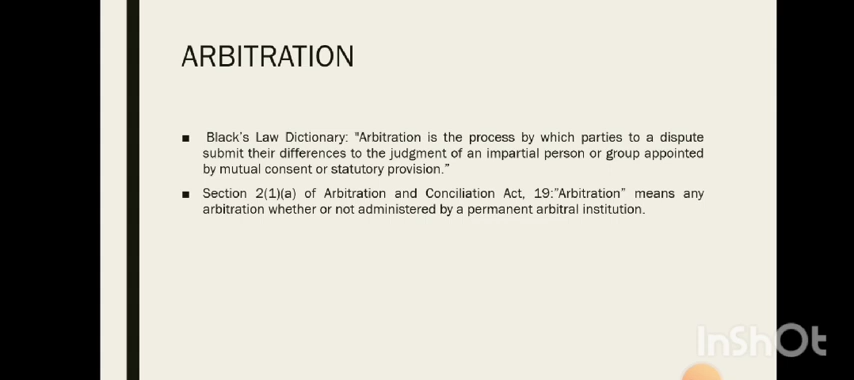 ARBITRATION
■ Black's Law Dictionary: "Arbitration is the process by which parties to a dispute
submit their differences to the judgment of an impartial person or group appointed
by mutual consent or statutory provision."
■ Section 2(1)(a) of Arbitration and Conciliation Act, 19:"Arbitration" means any
arbitration whether or not administered by a permanent arbitral institution.
InShOt